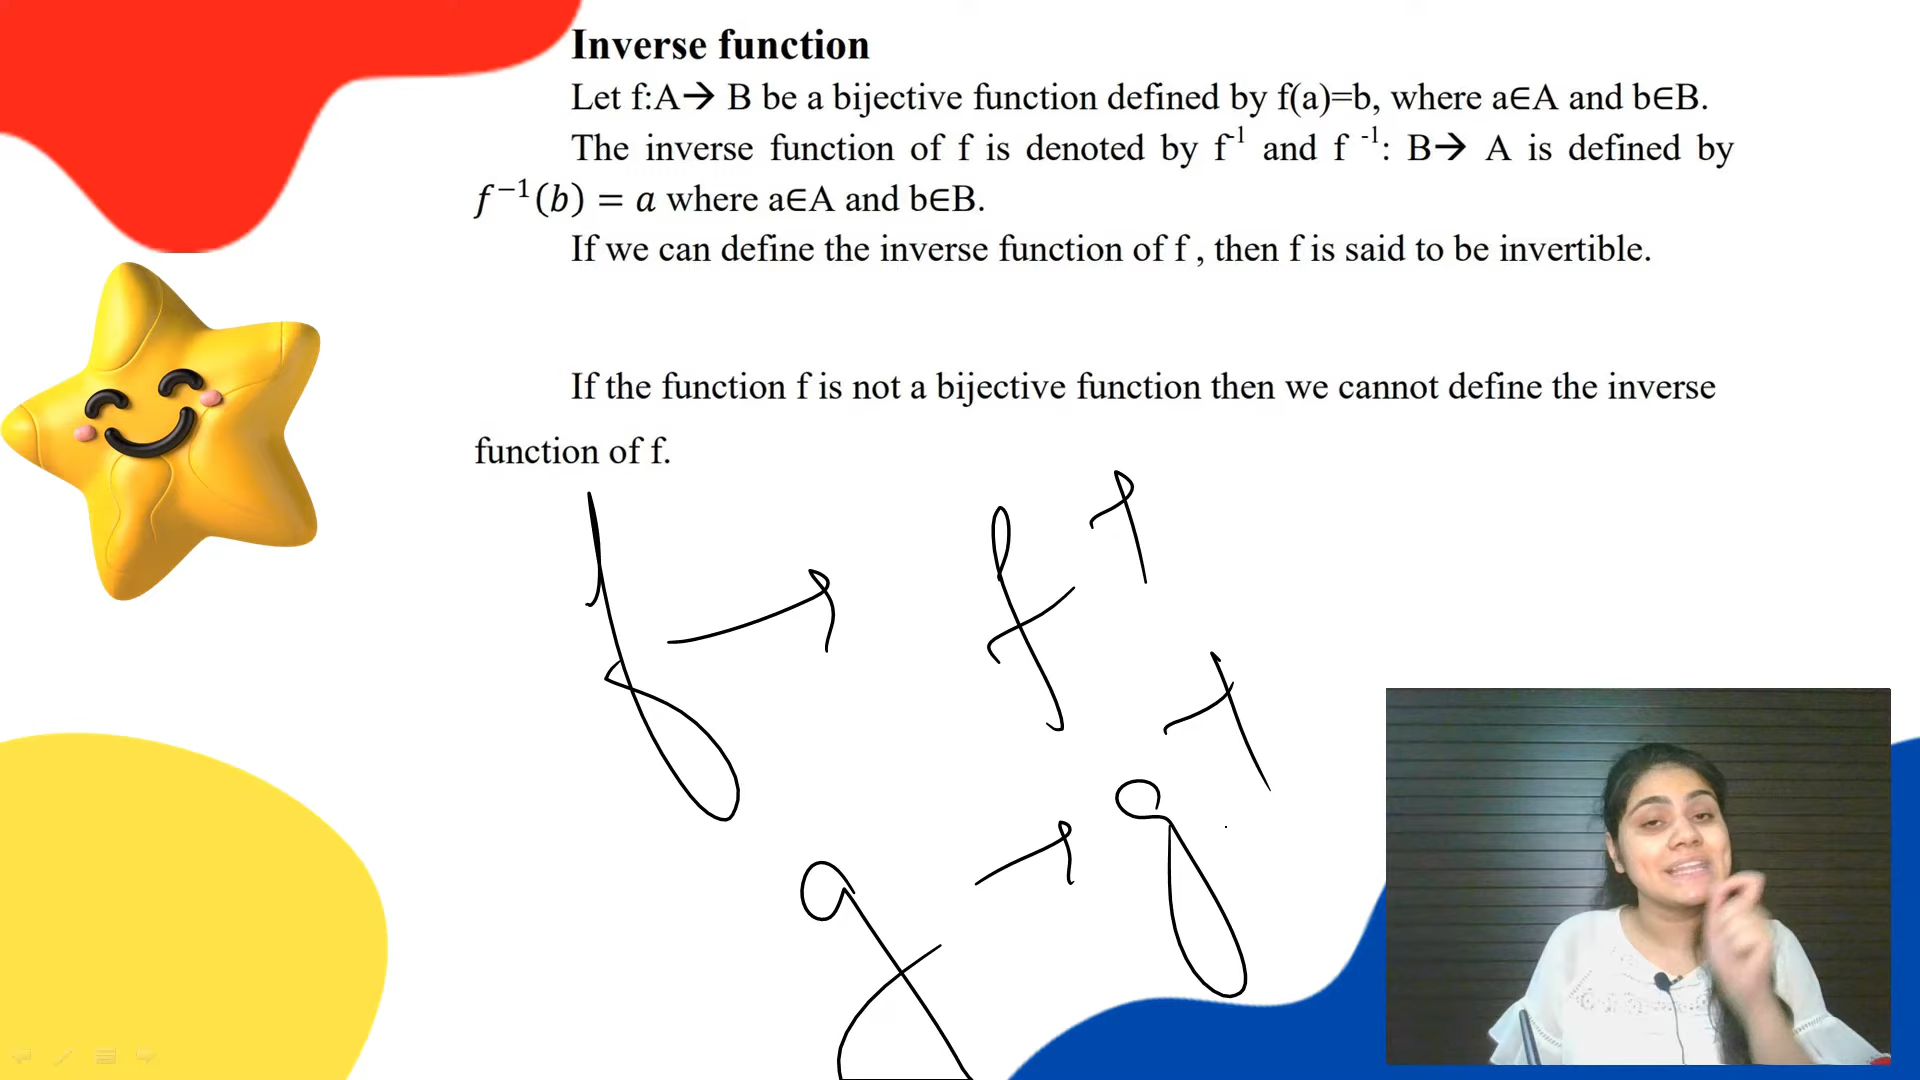 Inverse function
Let f:A→ B be a bijective function defined by f(a)=b, where a∈A and b∈B.
The inverse function of f is denoted by f⁻¹ and f ⁻¹: B→ A is defined by
f⁻¹(b) = a where a∈A and b∈B.
If we can define the inverse function of f , then f is said to be invertible.
If the function f is not a bijective function then we cannot define the inverse
function of f.
f → f⁻¹
g → g⁻¹